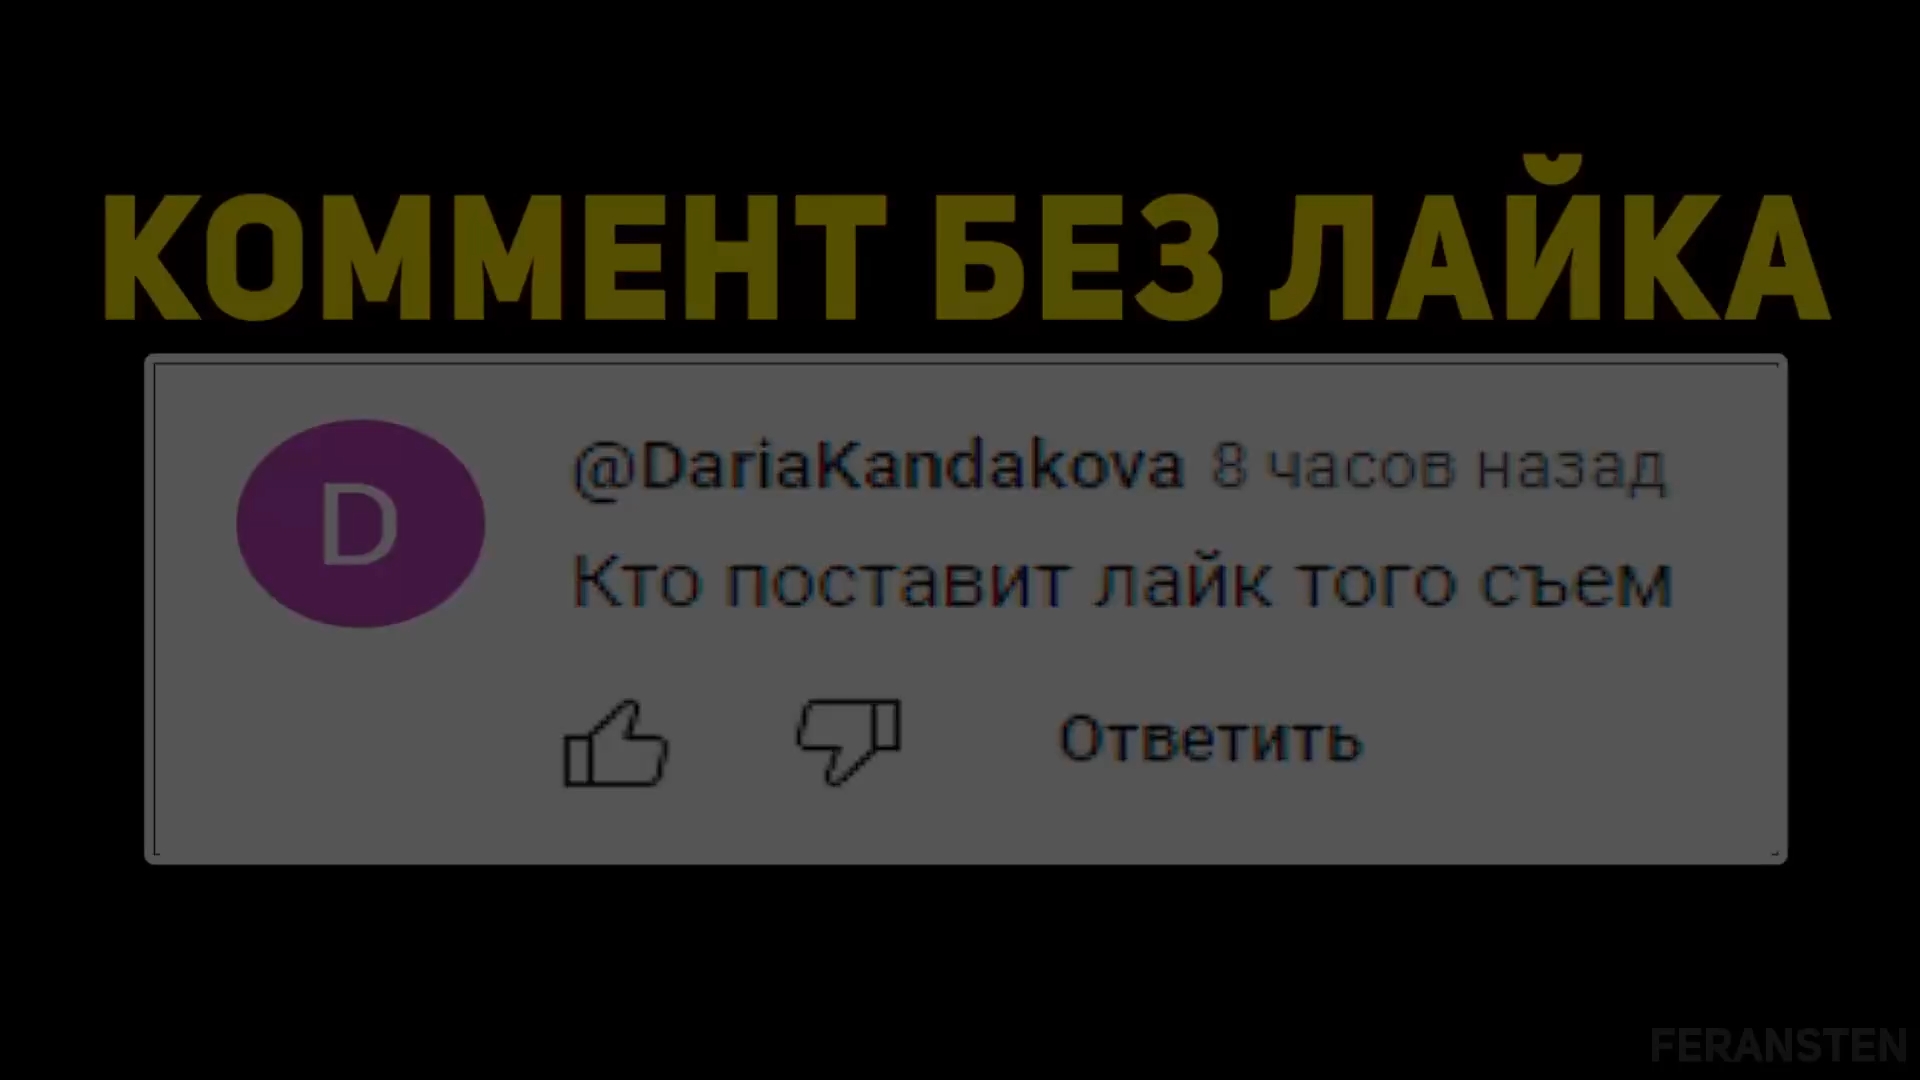 КОММЕНТ БЕЗ ЛАЙКА
@DariaKandakova 8 часов назад
D
Кто поставит лайк того съем
Ответить
FERANSTEN